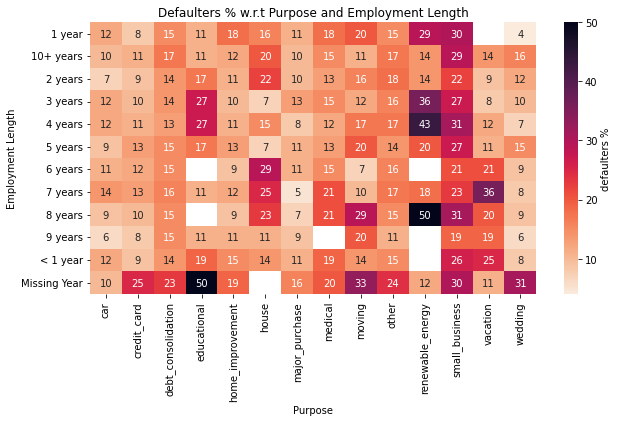 Defaulters % w.r.t Purpose and Employment Length
1 year 12 8 15 11 18 16 11 18 20 15 29 30 4
10+ years 10 11 17 11 12 20 10 15 11 17 14 29 14 16
2 years 7 9 14 17 11 22 10 13 16 18 14 22 9 12
3 years 12 10 14 27 10 7 13 15 12 16 36 27 8 10
4 years 12 11 13 27 11 15 8 12 17 17 43 31 12 7
5 years 9 13 15 17 13 7 11 13 20 14 20 27 11 15
6 years 11 12 15 9 29 11 15 7 16 21 21 9
7 years 14 13 16 11 12 25 5 21 10 17 18 23 36 8
8 years 9 10 15 9 23 7 21 29 15 50 31 20 9
9 years 6 8 15 11 11 11 9 20 11 19 19 6
< 1 year 12 9 14 19 15 14 11 19 14 15 26 25 8
Missing Year 10 25 23 50 19 16 20 33 24 12 30 11 31
Employment Length
car
credit_card
debt_consolidation
educational
home_improvement
house
major_purchase
medical
moving
other
renewable_energy
small_business
vacation
wedding
Purpose
50
40
30
20
10
defaulters %